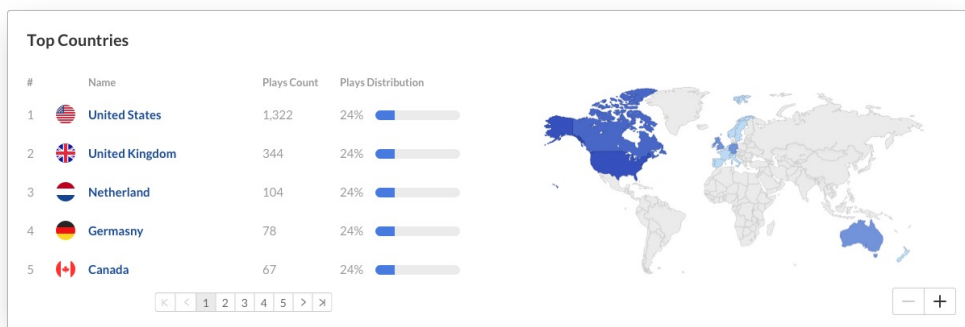 Top Countries
# Name Plays Count Plays Distribution
1 United States 1,322 24%
2 United Kingdom 344 24%
3 Netherland 104 24%
4 Germasny 78 24%
5 Canada 67 24%
1 2 3 4 5